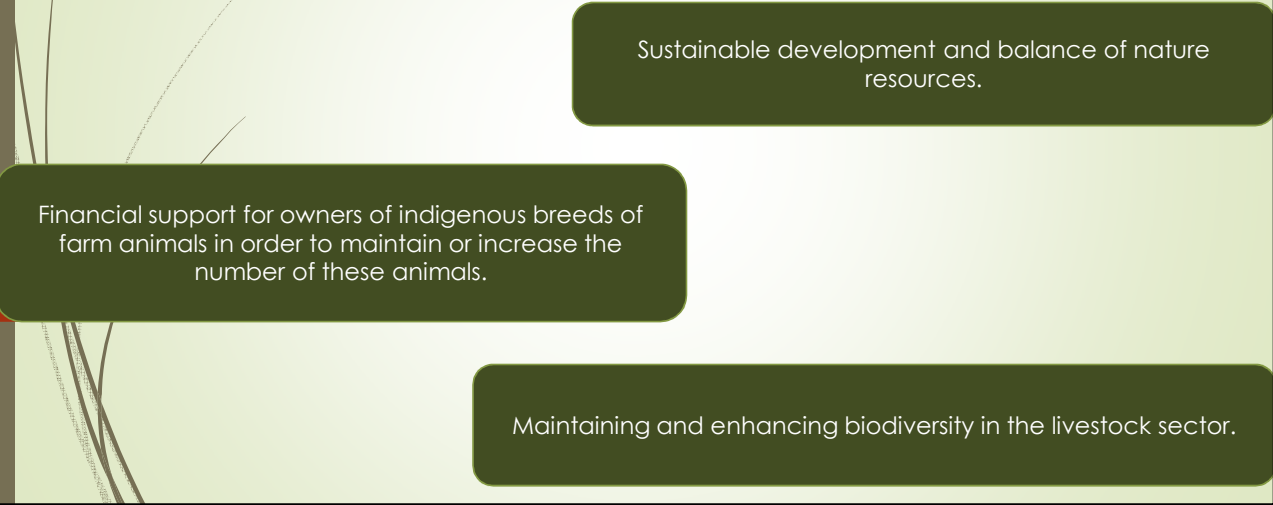 Sustainable development and balance of nature
resources.
Financial support for owners of indigenous breeds of
farm animals in order to maintain or increase the
number of these animals.
Maintaining and enhancing biodiversity in the livestock sector.